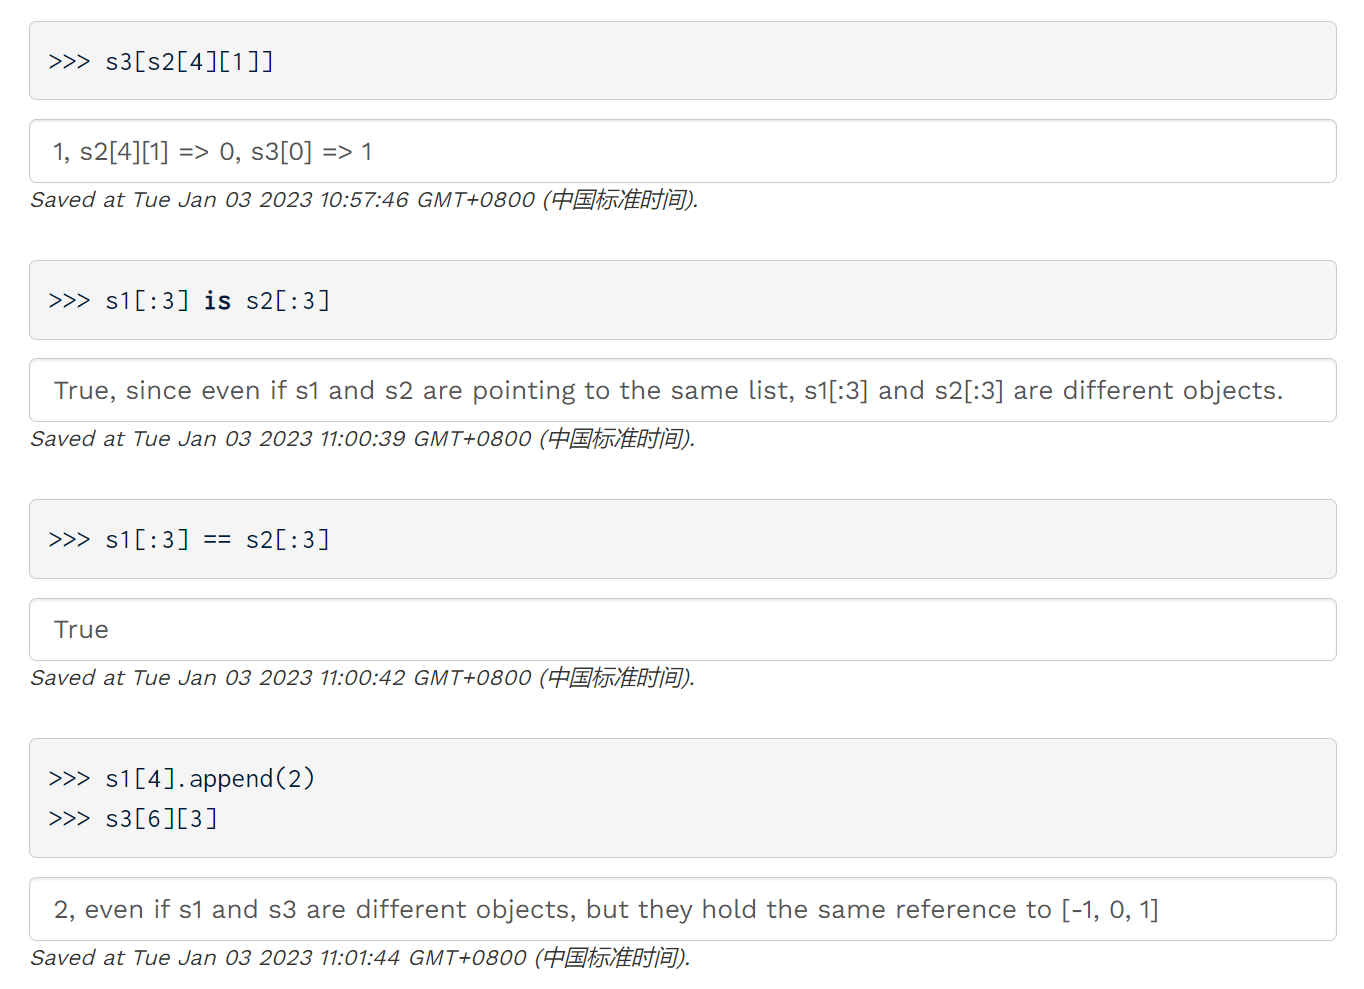 >>> s3[s2[4][1]]
1, s2[4][1] => 0, s3[0] => 1
Saved at Tue Jan 03 2023 10:57:46 GMT+0800 (中国标准时间).
>>> s1[:3] is s2[:3]
True, since even if s1 and s2 are pointing to the same list, s1[:3] and s2[:3] are different objects.
Saved at Tue Jan 03 2023 11:00:39 GMT+0800 (中国标准时间).
>>> s1[:3] == s2[:3]
True
Saved at Tue Jan 03 2023 11:00:42 GMT+0800 (中国标准时间).
>>> s1[4].append(2)
>>> s3[6][3]
2, even if s1 and s3 are different objects, but they hold the same reference to [-1, 0, 1]
Saved at Tue Jan 03 2023 11:01:44 GMT+0800 (中国标准时间).